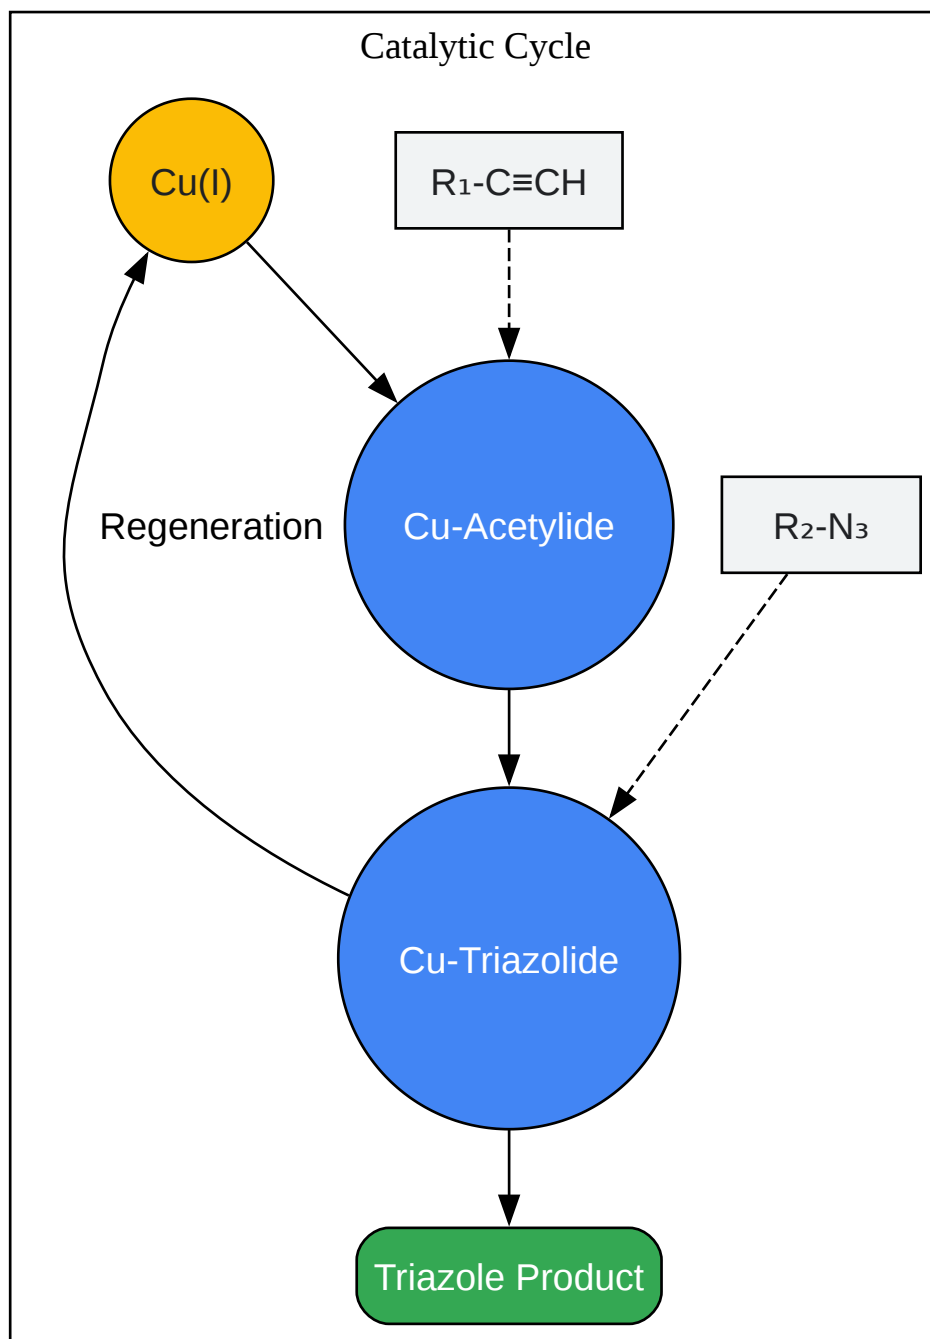 Catalytic Cycle
Cu(I)
R₁-C≡CH
Regeneration
Cu-Acetylide
R₂-N₃
Cu-Triazolide
Triazole Product